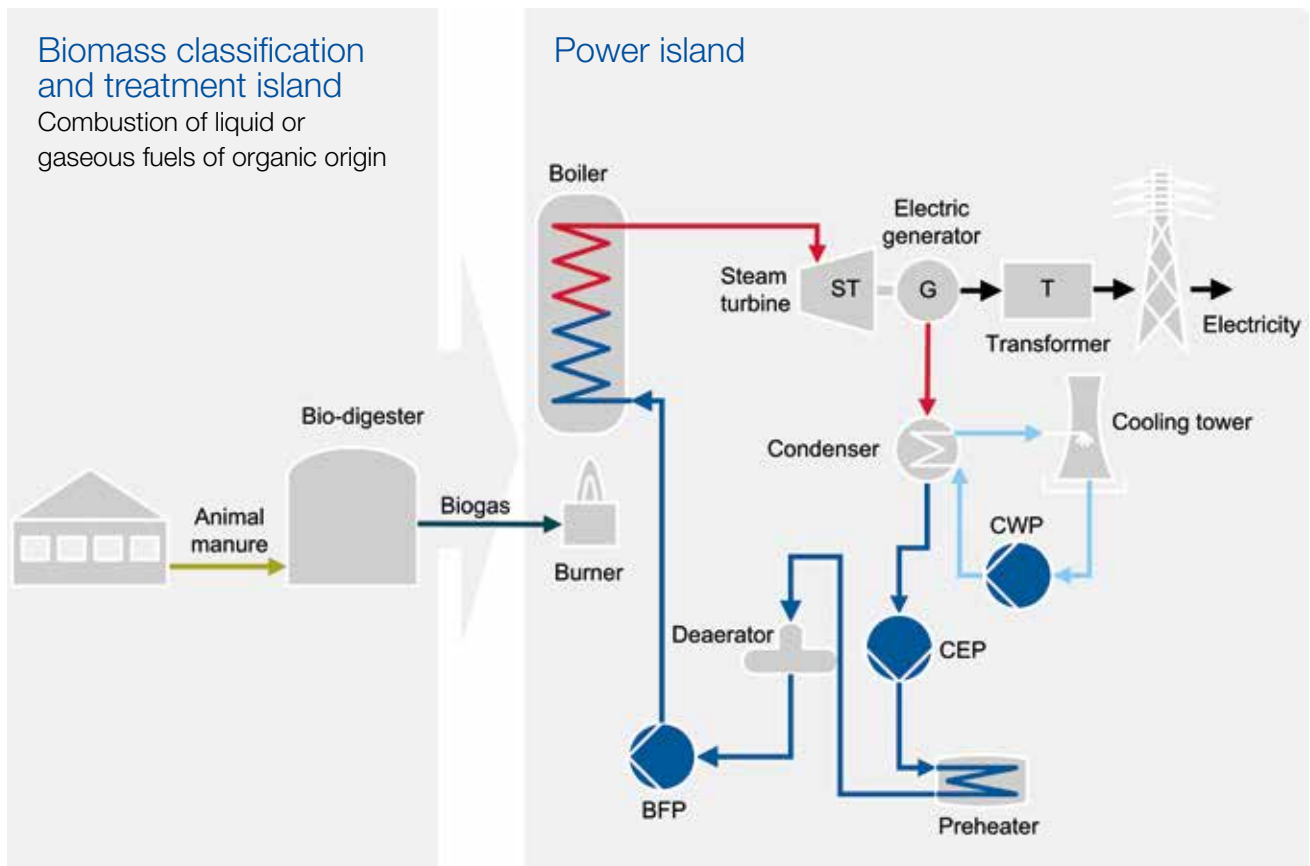 Biomass classification
and treatment island
Combustion of liquid or
gaseous fuels of organic origin
Power island
Boiler
Electric
generator
Steam
turbine
ST
G
T
Transformer
Electricity
Bio-digester
Condenser
Cooling tower
Animal
manure
Biogas
Burner
CWP
Deaerator
CEP
BFP
Preheater